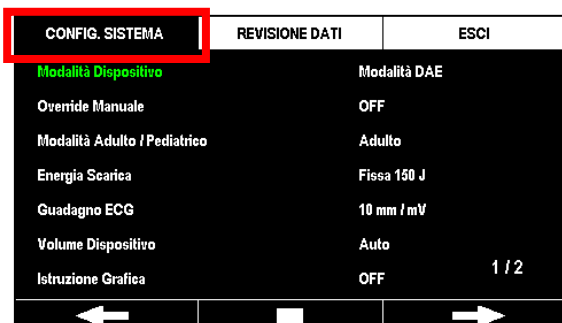 CONFIG. SISTEMA REVISIONE DATI ESCI
Modalità Dispositivo Modalità DAE
Override Manuale OFF
Modalità Adulto / Pediatrico Adulto
Energia Scarica Fissa 150 J
Guadagno ECG 10 mm / mV
Volume Dispositivo Auto
Istruzione Grafica OFF
1 / 2